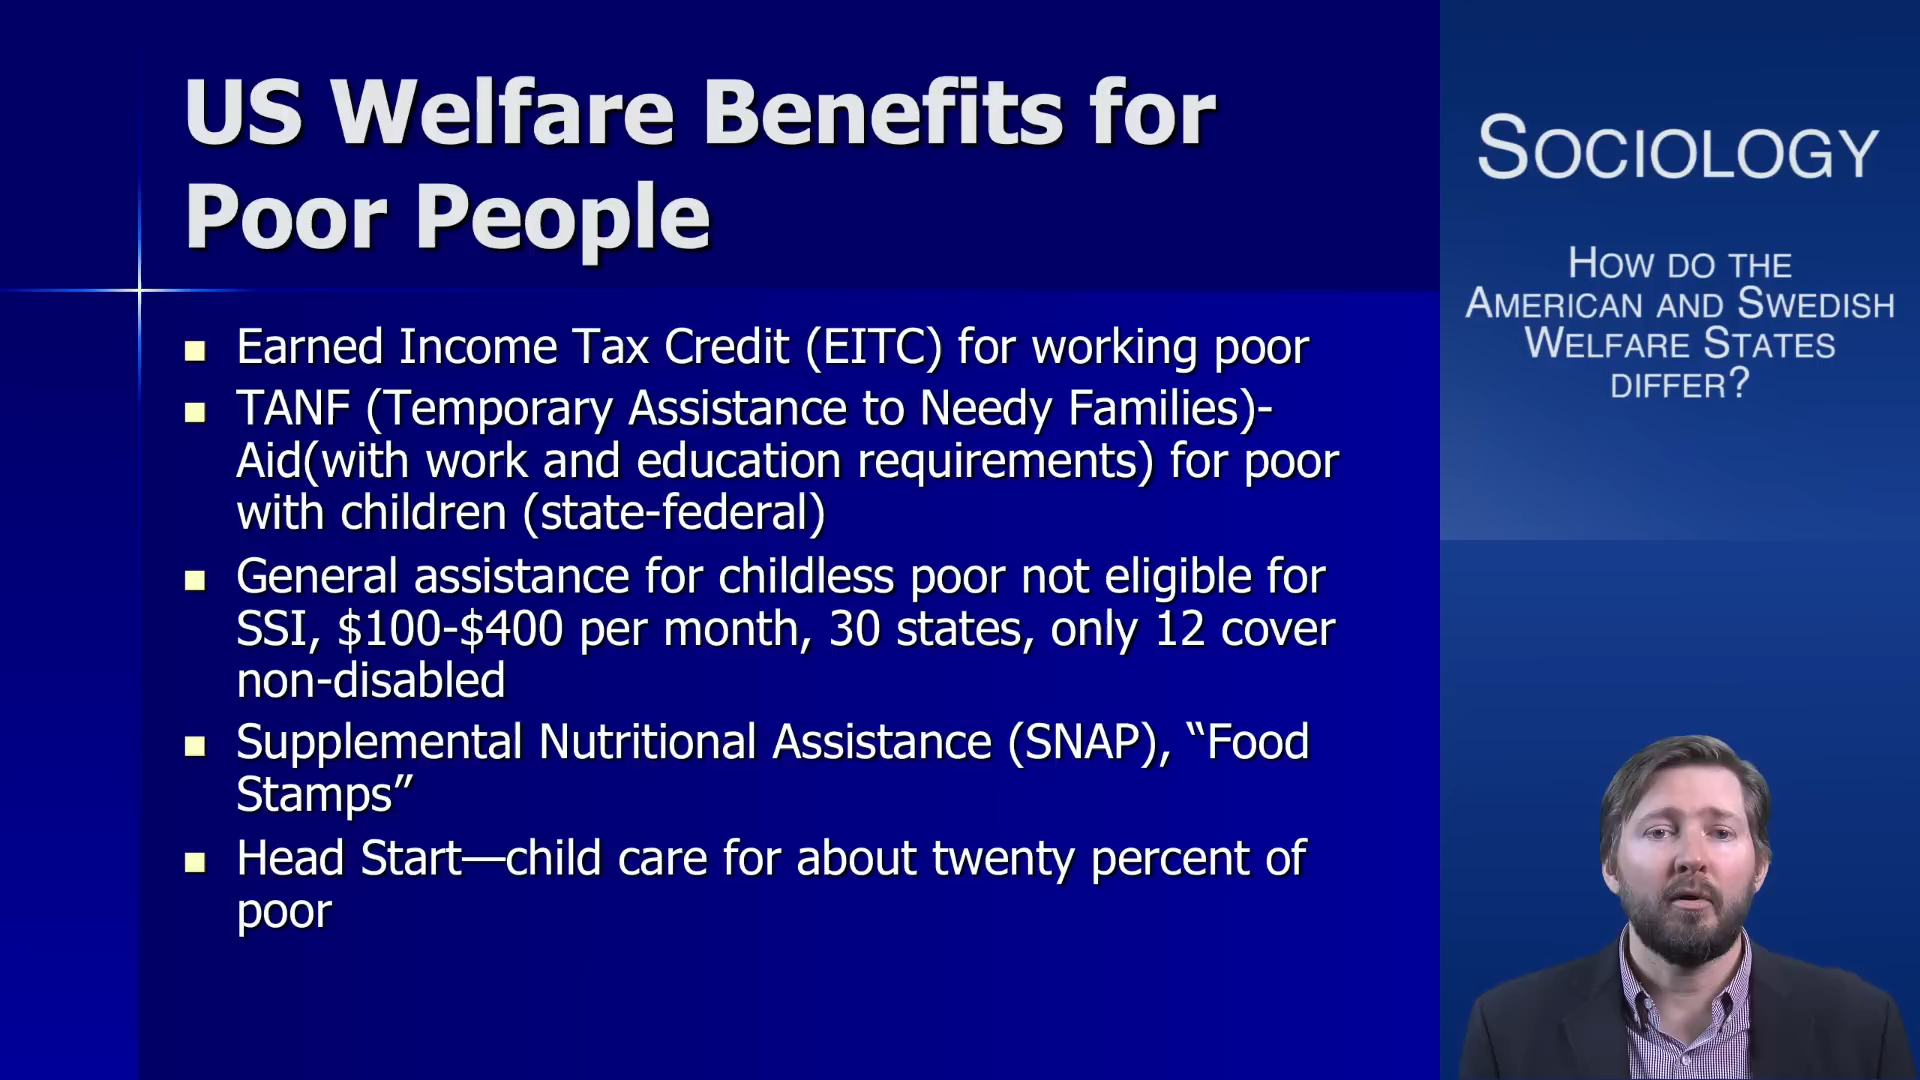 US Welfare Benefits for
Poor People
Earned Income Tax Credit (EITC) for working poor
TANF (Temporary Assistance to Needy Families)-
Aid(with work and education requirements) for poor
with children (state-federal)
General assistance for childless poor not eligible for
SSI, $100-$400 per month, 30 states, only 12 cover
non-disabled
Supplemental Nutritional Assistance (SNAP), “Food
Stamps”
Head Start—child care for about twenty percent of
poor
Sociology
How do the
American and Swedish
Welfare States
differ?